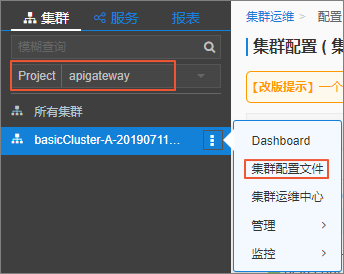 集群 服务 报表
模糊查询
Project apigateway
所有集群
basicCluster-A-20190711...
集群运维 > 配置
集群配置 ( 集
【改版提示】一个
Dashboard
集群配置文件
集群运维中心
管理
监控